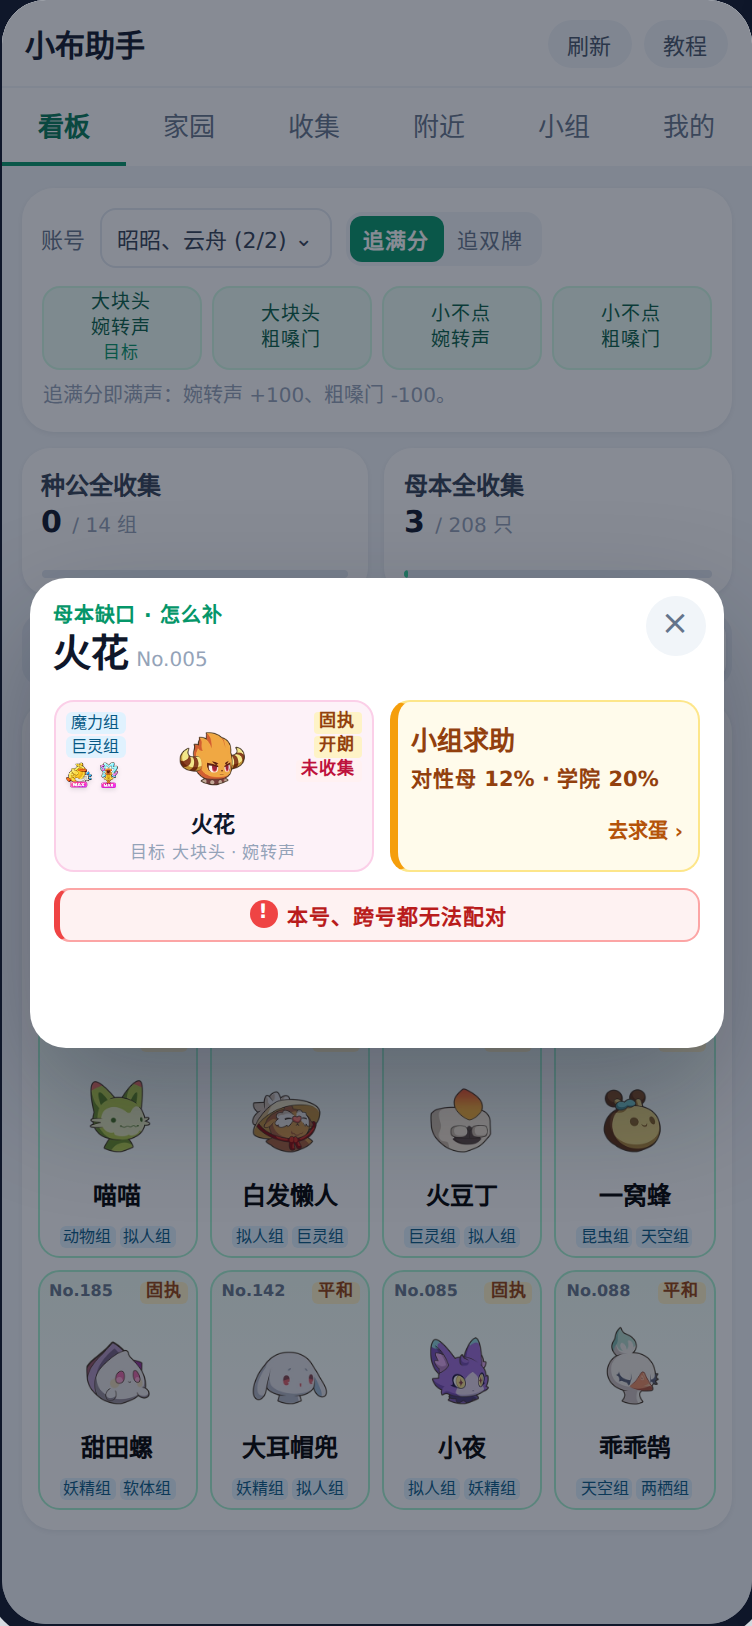 小布助手
刷新
教程
看板
家园
收集
附近
小组
我的
账号
昭昭、云舟 (2/2)
追满分
追双牌
大块头
婉转声
目标
大块头
粗嗓门
小不点
婉转声
小不点
粗嗓门
追满分即满声：婉转声 +100、粗嗓门 -100。
种公全收集
0 / 14 组
母本全收集
3 / 208 只
母本缺口 · 怎么补
火花 No.005
魔力组
巨灵组
MAX
MAX
固执
开朗
未收集
火花
目标 大块头 · 婉转声
小组求助
对性母 12% · 学院 20%
去求蛋 ›
! 本号、跨号都无法配对
喵喵
动物组 拟人组
白发懒人
拟人组 巨灵组
火豆丁
巨灵组 拟人组
一窝蜂
昆虫组 天空组
No.185 固执
甜田螺
妖精组 软体组
No.142 平和
大耳帽兜
妖精组 拟人组
No.085 固执
小夜
拟人组 妖精组
No.088 平和
乖乖鹄
天空组 两栖组